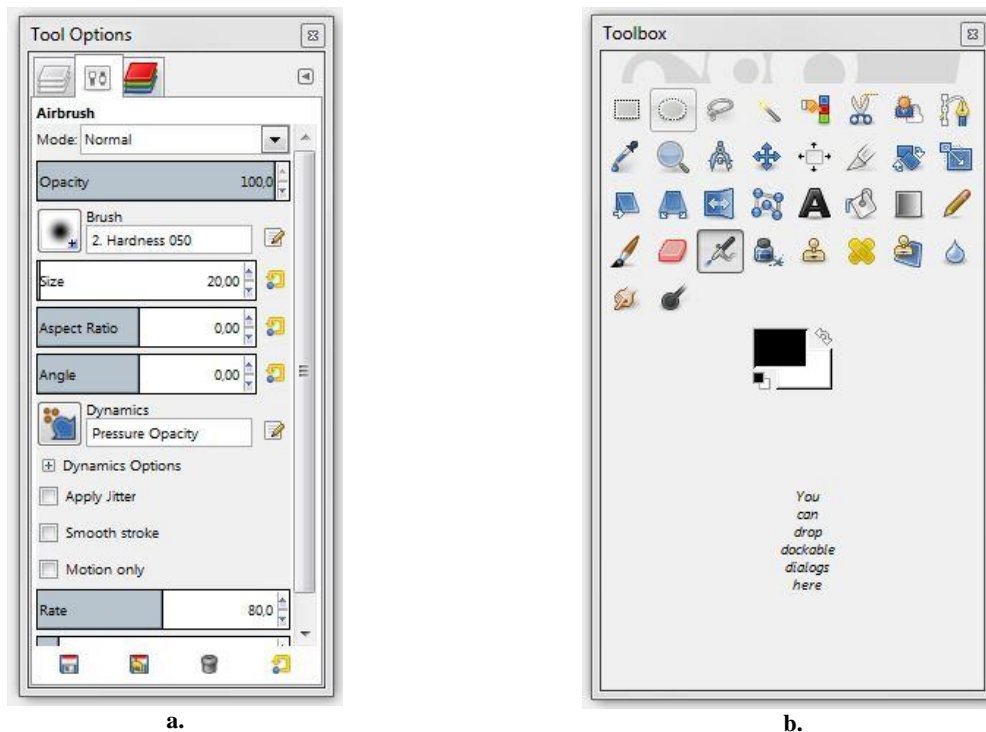 Tool Options
Airbrush
Mode: Normal
Opacity 100,0
Brush
2. Hardness 050
Size 20,00
Aspect Ratio 0,00
Angle 0,00
Dynamics
Pressure Opacity
Dynamics Options
Apply Jitter
Smooth stroke
Motion only
Rate 80,0
a.
Toolbox
You
can
drop
dockable
dialogs
here
b.